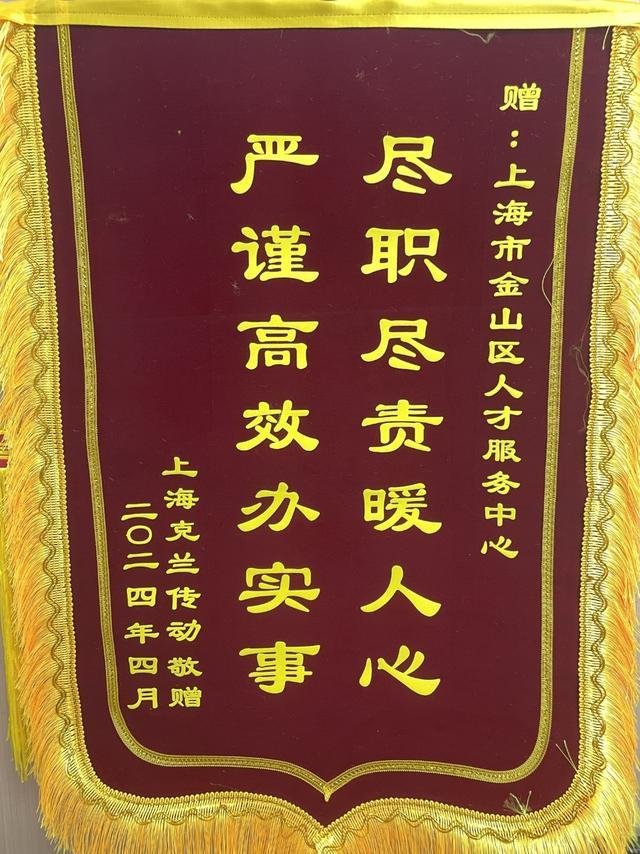 赠：上海市金山区人才服务中心
尽职尽责暖人心
严谨高效办实事
上海克兰传动敬赠
二〇二四年四月